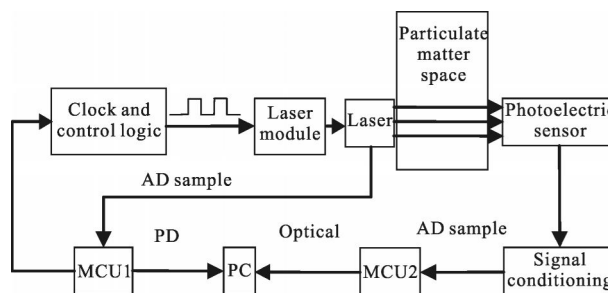 Particulate
matter
space
Clock and
control logic
Laser
module
Laser
Photoelectric
sensor
AD sample
AD sample
PD
Optical
MCU1
PC
MCU2
Signal
conditioning